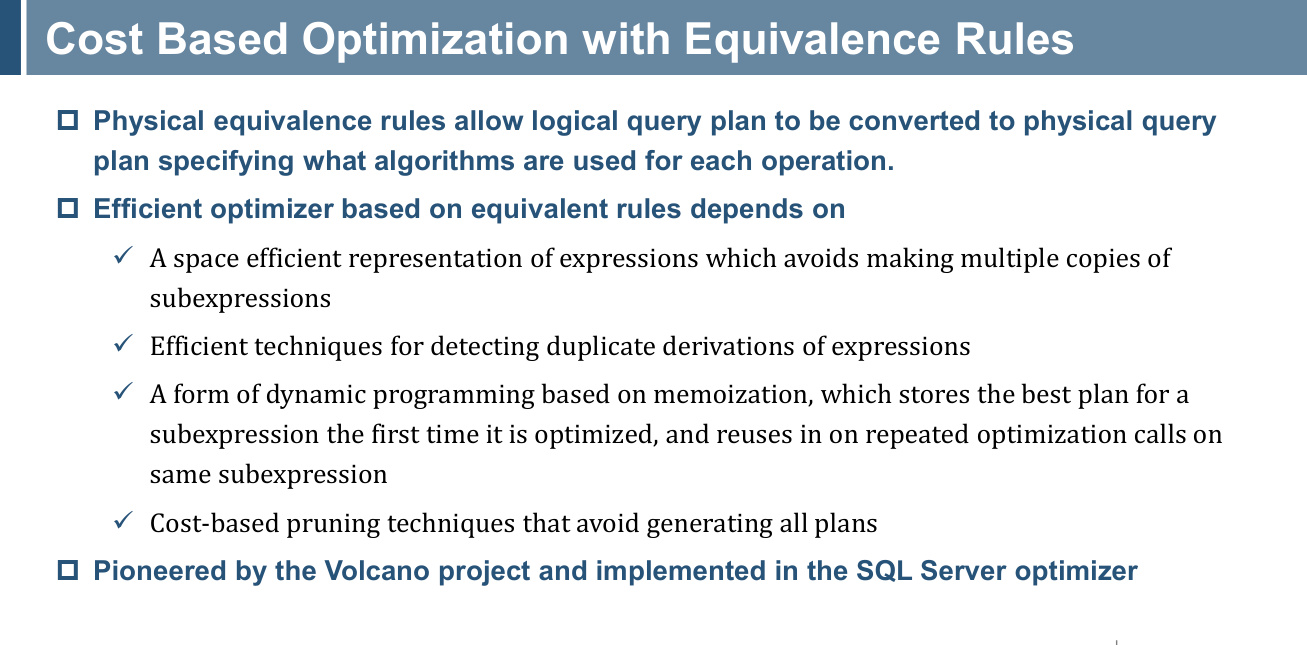 Cost Based Optimization with Equivalence Rules
Physical equivalence rules allow logical query plan to be converted to physical query
plan specifying what algorithms are used for each operation.
Efficient optimizer based on equivalent rules depends on
A space efficient representation of expressions which avoids making multiple copies of
subexpressions
Efficient techniques for detecting duplicate derivations of expressions
A form of dynamic programming based on memoization, which stores the best plan for a
subexpression the first time it is optimized, and reuses in on repeated optimization calls on
same subexpression
Cost-based pruning techniques that avoid generating all plans
Pioneered by the Volcano project and implemented in the SQL Server optimizer